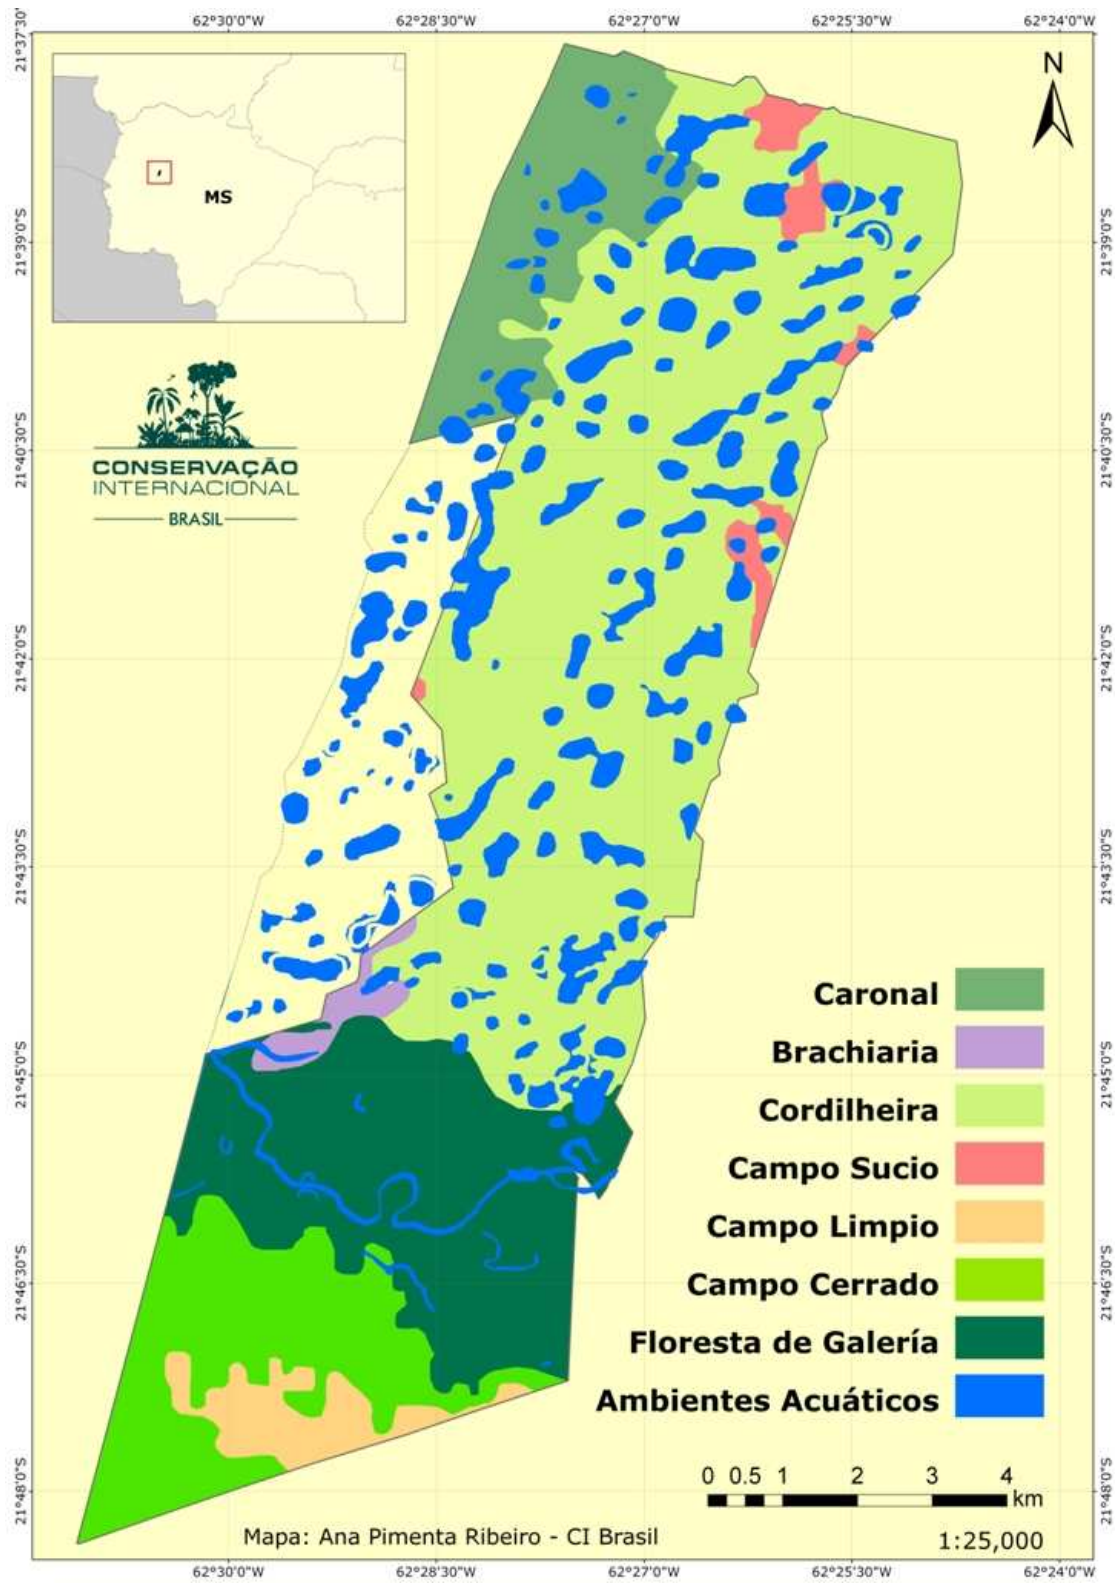 62°30'0"W 62°28'30"W 62°27'0"W 62°25'30"W 62°24'0"W
21°37'30"
21°39'0"S 21°39'0"S
21°40'30"S 21°40'30"S
21°42'0"S 21°42'0"S
21°43'30"S 21°43'30"S
21°45'0"S 21°45'0"S
21°46'30"S 21°46'30"S
21°48'0"S 21°48'0"S
MS
N
CONSERVAÇÃO
INTERNACIONAL
BRASIL
Caronal
Brachiaria
Cordilheira
Campo Sucio
Campo Limpio
Campo Cerrado
Floresta de Galería
Ambientes Acuáticos
0 0.5 1 2 3 4
km
Mapa: Ana Pimenta Ribeiro - CI Brasil
1:25,000
62°30'0"W 62°28'30"W 62°27'0"W 62°25'30"W 62°24'0"W